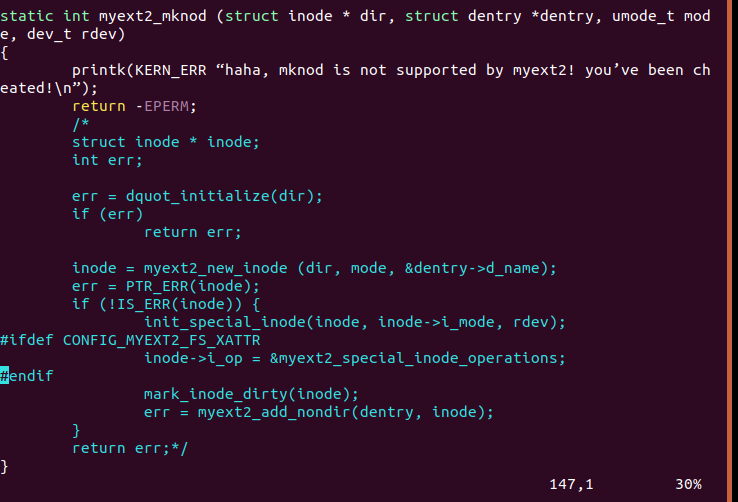 static int myext2_mknod (struct inode * dir, struct dentry *dentry, umode_t mod
e, dev_t rdev)
{
        printk(KERN_ERR “haha, mknod is not supported by myext2! you’ve been ch
eated!\n”);
        return -EPERM;
        /*
        struct inode * inode;
        int err;

        err = dquot_initialize(dir);
        if (err)
                return err;

        inode = myext2_new_inode (dir, mode, &dentry->d_name);
        err = PTR_ERR(inode);
        if (!IS_ERR(inode)) {
                init_special_inode(inode, inode->i_mode, rdev);
#ifdef CONFIG_MYEXT2_FS_XATTR
                inode->i_op = &myext2_special_inode_operations;
#endif
                mark_inode_dirty(inode);
                err = myext2_add_nondir(dentry, inode);
        }
        return err;*/
}
147,1         30%